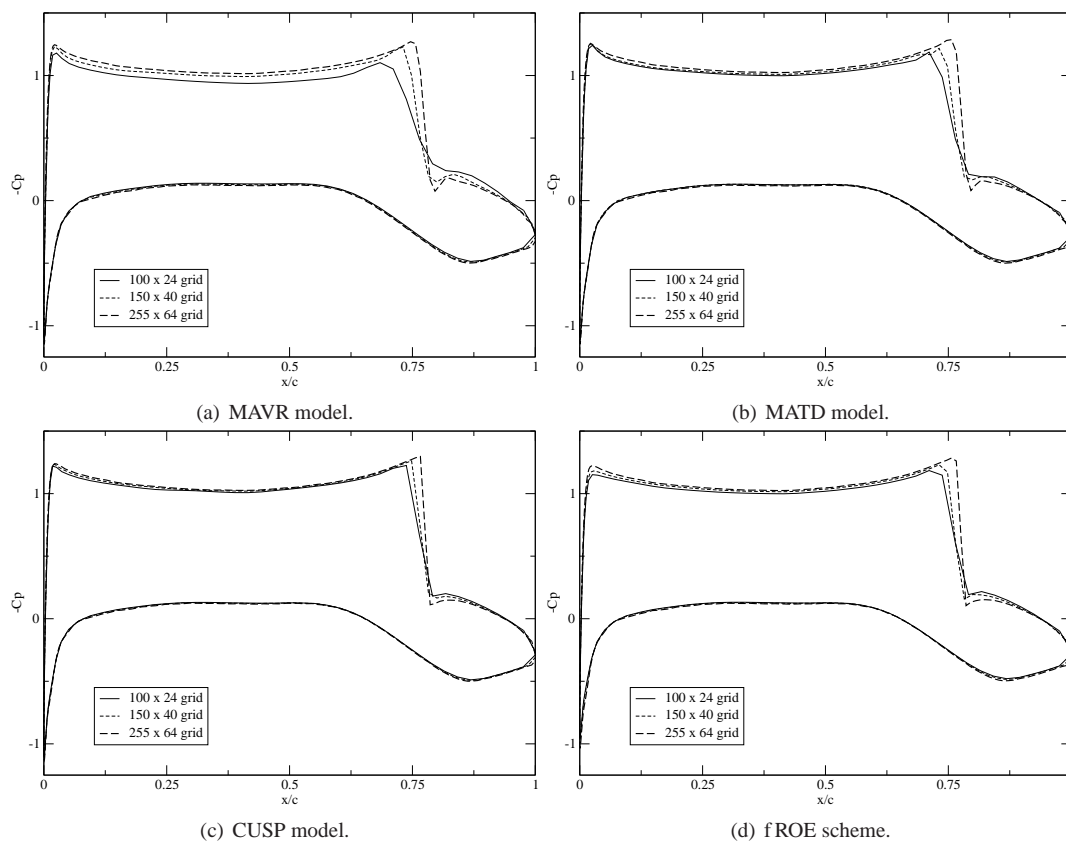 1
0
-1
-Cp
100 x 24 grid
150 x 40 grid
255 x 64 grid
0 0.25 0.5 0.75 1
x/c
(a) MAVR model.
1
0
-1
-Cp
100 x 24 grid
150 x 40 grid
255 x 64 grid
0 0.25 0.5 0.75
x/c
(b) MATD model.
1
0
-1
-Cp
100 x 24 grid
150 x 40 grid
255 x 64 grid
0 0.25 0.5 0.75 1
x/c
(c) CUSP model.
1
0
-1
-Cp
100 x 24 grid
150 x 40 grid
255 x 64 grid
0 0.25 0.5 0.75
x/c
(d) fROE scheme.